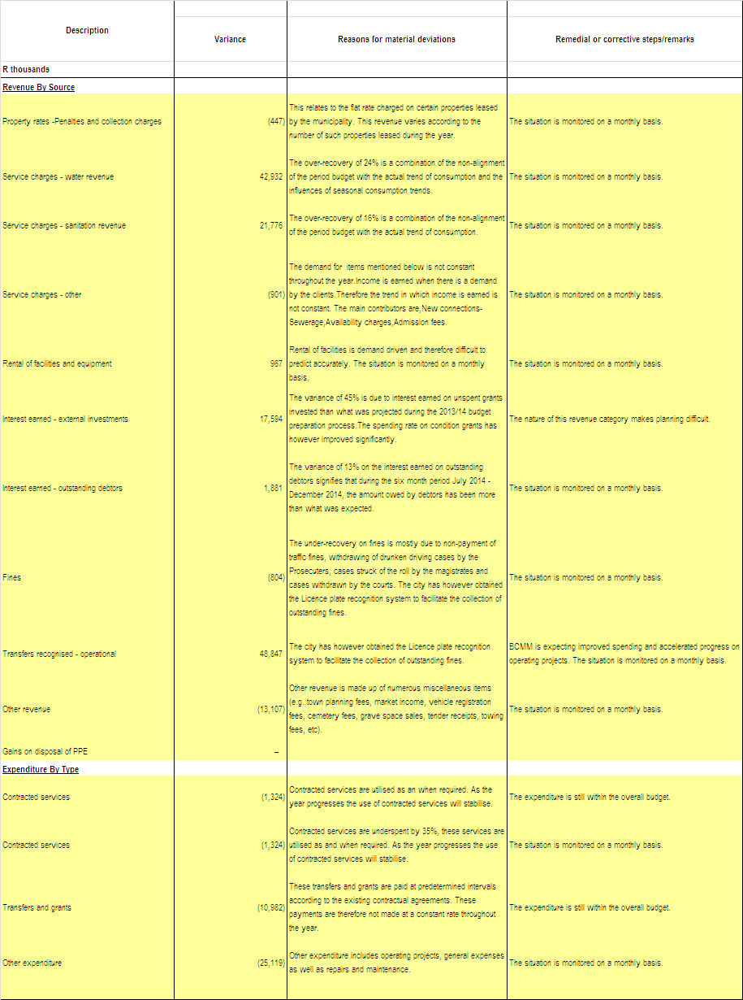 Description
Variance
Reasons for material deviations
Remedial or corrective steps/remarks
R thousands
Revenue By Source
Property rates -Penalties and collection charges
(447)
This relates to the flat rate charged on certain properties leased
by the municipality. This revenue varies according to the
number of such properties leased during the year.
The situation is monitored on a monthly basis.
Service charges - water revenue
42,932
The over-recovery of 24% is a combination of the non-alignment
of the period budget with the actual trend of consumption and the
influences of seasonal consumption trends.
The situation is monitored on a monthly basis.
Service charges - sanitation revenue
21,776
The over-recovery of 16% is a combination of the non-alignment
of the period budget with the actual trend of consumption.
The situation is monitored on a monthly basis.
Service charges - other
(901)
The demand for  items mentioned below is not constant
throughout the year.Income is earned when there is a demand
by the clients.Therefore the trend in which income is earned is
not constant. The main contributors are,New connections-
Sewerage,Availability charges,Admission fees.
The situation is monitored on a monthly basis.
Rental of facilities and equipment
967
Rental of facilities is demand driven and therefore difficult to
predict accurately. The situation is monitored on a monthly
basis.
The situation is monitored on a monthly basis.
Interest earned - external investments
17,594
The variance of 45% is due to interest earned on unspent grants
invested than what was projected during the 2013/14 budget
preparation process.The spending rate on condition grants has
however improved significantly.
The nature of this revenue category makes planning difficult.
Interest earned - outstanding debtors
1,881
The variance of 13% on the interest earned on outstanding
debtors signifies that during the six month period July 2014 -
December 2014, the amount owed by debtors has been more
than what was expected.
The situation is monitored on a monthly basis.
Fines
(804)
The under-recovery on fines is mostly due to non-payment of
traffic fines, withdrawing of drunken driving cases by the
Prosecuters, cases struck of the roll by the magistrates and
cases withdrawn by the courts. The city has however obtained
the Licence plate recognition system to facilitate the collection of
outstanding fines.
The situation is monitored on a monthly basis.
Transfers recognised - operational
48,847
The city has however obtained the Licence plate recognition
system to facilitate the collection of outstanding fines.
BCMM is expecting improved spending and accelerated progress on
operating projects. The situation is monitored on a monthly basis.
Other revenue
(13,107)
Other revenue is made up of numerous miscellaneous items
(e.g. town planning fees, market income, vehicle registration
fees, cemetery fees, grave space sales, tender receipts, towing
fees, etc).
The situation is monitored on a monthly basis.
Gains on disposal of PPE
–
Expenditure By Type
Contracted services
(1,324)
Contracted services are utilised as an when required. As the
year progresses the use of contracted services will stabilise.
The expenditure is still within the overall budget.
Contracted services
(1,324)
Contracted services are underspent by 35%, these services are
utilised as and when required. As the year progresses the use
of contracted services will stabilise.
The situation is monitored on a monthly basis.
Transfers and grants
(10,982)
These transfers and grants are paid at predetermined intervals
according to the existing contractual agreements. These
payments are therefore not made at a constant rate throughout
the year.
The expenditure is still within the overall budget.
Other expenditure
(25,119)
Other expenditure includes operating projects, general expenses
as well as repairs and maintenance.
The situation is monitored on a monthly basis.